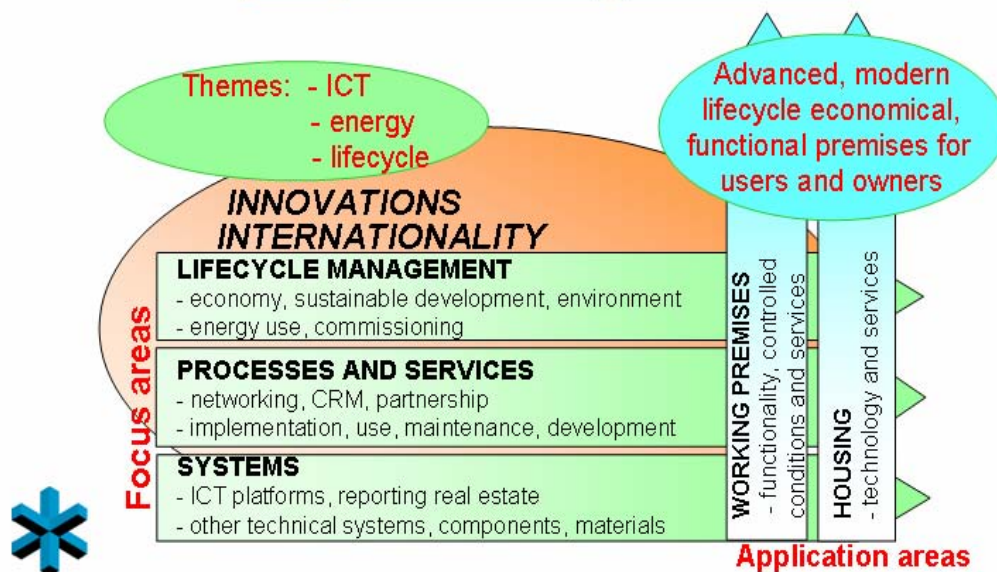 Themes: - ICT
- energy
- lifecycle
Advanced, modern
lifecycle economical,
functional premises for
users and owners
INNOVATIONS
INTERNATIONALITY
Focus areas
LIFECYCLE MANAGEMENT
- economy, sustainable development, environment
- energy use, commissioning
PROCESSES AND SERVICES
- networking, CRM, partnership
- implementation, use, maintenance, development
SYSTEMS
- ICT platforms, reporting real estate
- other technical systems, components, materials
WORKING PREMISES
- functionality, controlled
conditions and services
HOUSING
- technology and services
Application areas